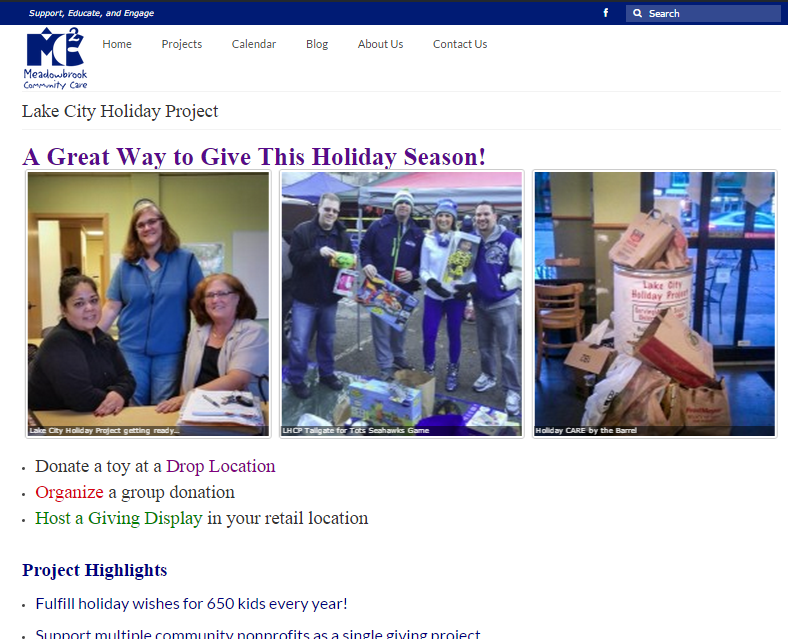 Support, Educate, and Engage
f
Search
MC2
Meadowbrook
Community Care
Home
Projects
Calendar
Blog
About Us
Contact Us
Lake City Holiday Project
A Great Way to Give This Holiday Season!
Lake City
Holiday Project
Lake City Holiday Project getting ready...
LHCP Tailgate for Tots Seahawks Game
Holiday CARE by the Barrel
Donate a toy at a Drop Location
Organize a group donation
Host a Giving Display in your retail location
Project Highlights
Fulfill holiday wishes for 650 kids every year!
Support multiple community nonprofits as a single giving project